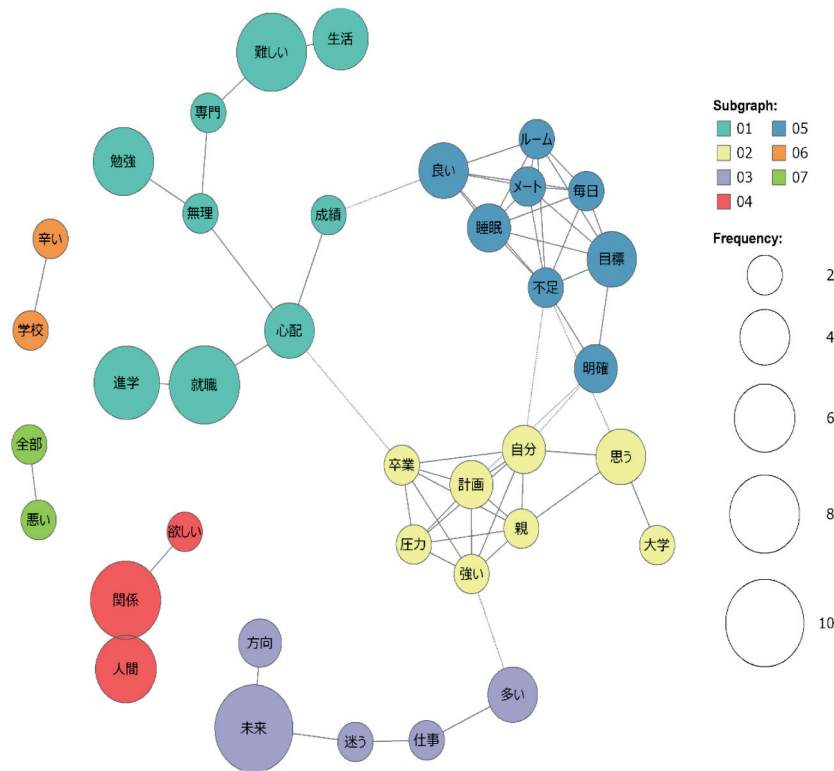 難しい
生活
専門
勉強
無理
成績
心配
進学
就職
辛い
学校
全部
悪い
欲しい
関係
人間
方向
未来
迷う
仕事
多い
ルーム
良い
メート
毎日
睡眠
目標
不足
明確
自分
卒業
思う
計画
圧力
親
大学
強い
Subgraph:
01 05
02 06
03 07
04
Frequency:
2
4
6
8
10